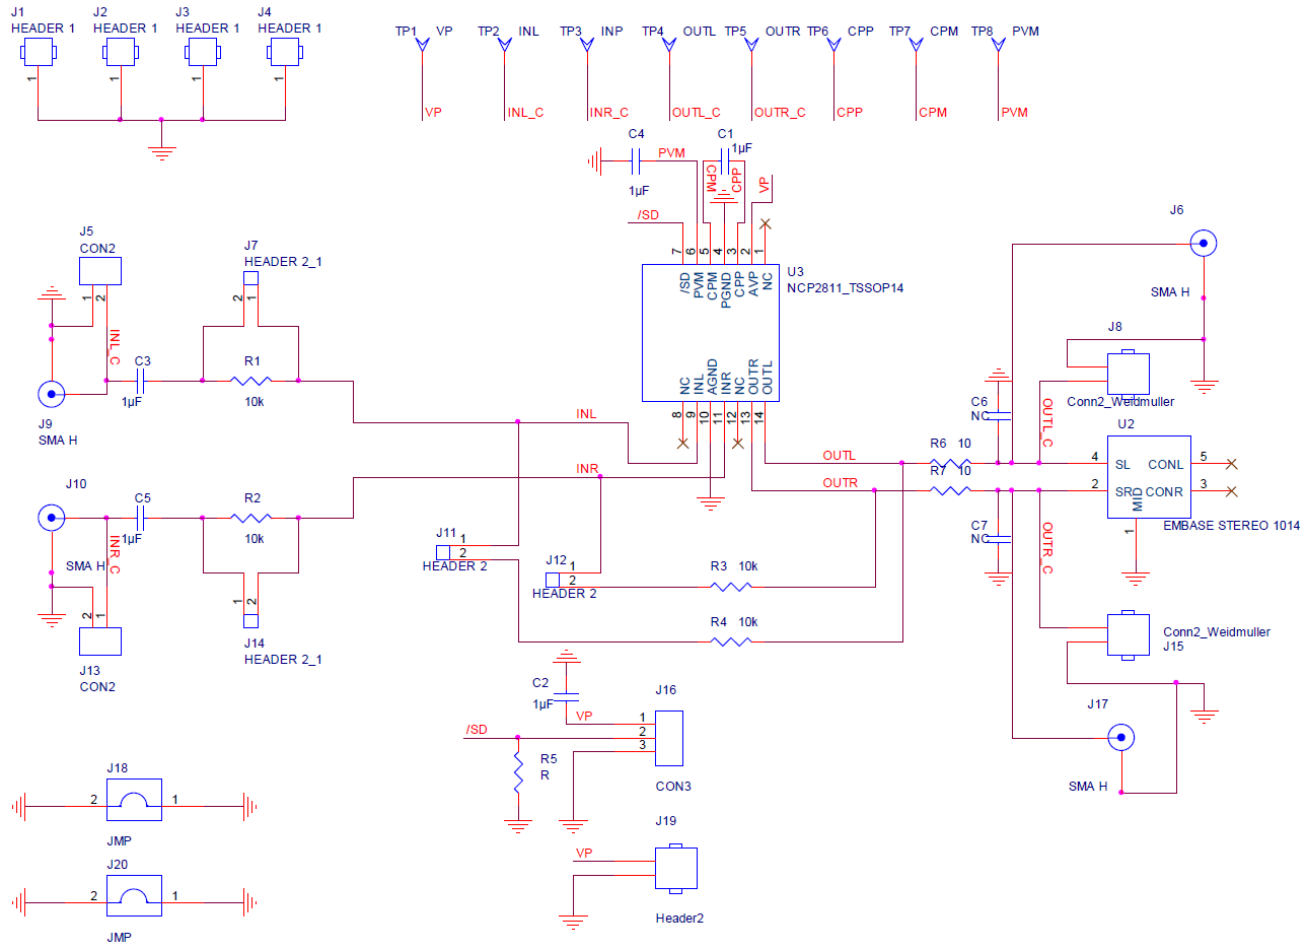 J1
HEADER 1
1
J2
HEADER 1
1
J3
HEADER 1
1
J4
HEADER 1
1
TP1 VP
VP
TP2 INL
INL_C
TP3 INP
INR_C
TP4 OUTL
OUTL_C
TP5 OUTR
OUTR_C
TP6 CPP
CPP
TP7 CPM
CPM
TP8 PVM
PVM
C4
1µF
PVM
C1
1µF
CPM
CPP
VP
/SD
7
6
5
4
3
2
1
/SD
PVM
CPM
PGND
CPP
AVP
NC
U3
NCP2811_TSSOP14
NC
INL
AGND
INR
NC
OUTR
OUTL
8
9
10
11
12
13
14
J5
CON2
1
2
INL_C
J7
HEADER 2_1
2
1
C3
1µF
R1
10k
J9
SMA H
INL
J10
SMA H
C5
1µF
R2
10k
INR
INR_C
2
1
J13
CON2
1
2
J14
HEADER 2_1
J11
1
2
HEADER 2
J12
1
2
HEADER 2
R3 10k
R4 10k
OUTL
OUTR
R6 10
R7 10
C6
NC
C7
NC
J6
SMA H
J8
Conn2_Weidmuller
OUTL_C
U2
4
SL
CONL
5
2
SR
CONR
3
MID
1
EMBASE STEREO 1014
OUTR_C
Conn2_Weidmuller
J15
J17
SMA H
C2
1µF
VP
/SD
R5
R
J16
1
2
3
CON3
J19
VP
Header2
J18
2
1
JMP
J20
2
1
JMP